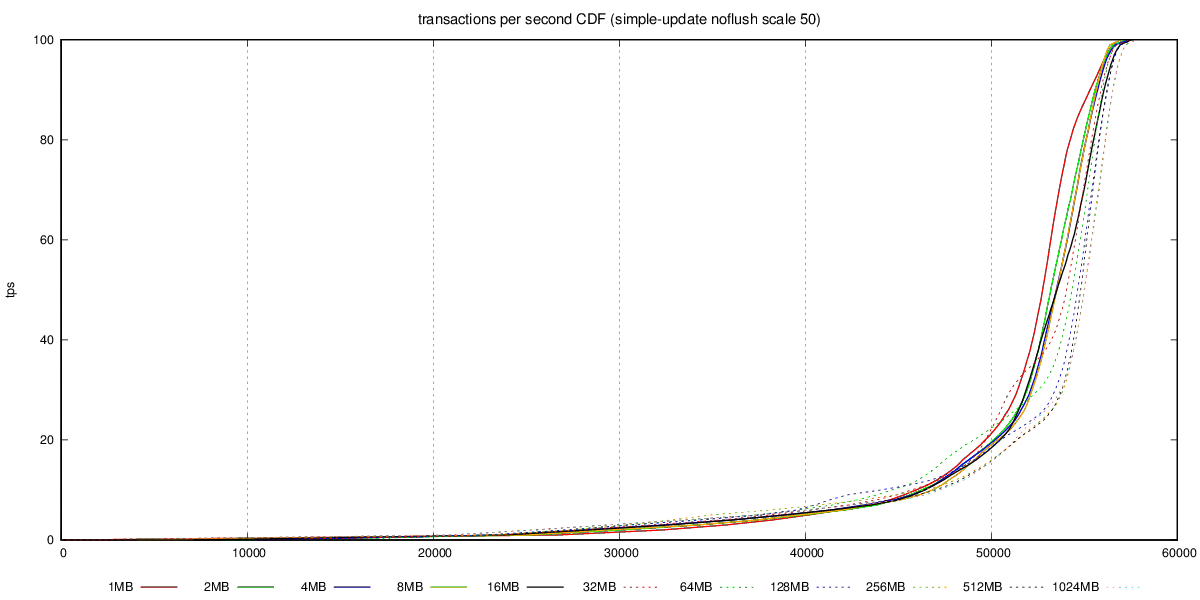 transactions per second CDF (simple-update noflush scale 50)
100
80
60
40
20
0
tps
0 10000 20000 30000 40000 50000 60000
1MB 2MB 4MB 8MB 16MB 32MB 64MB 128MB 256MB 512MB 1024MB